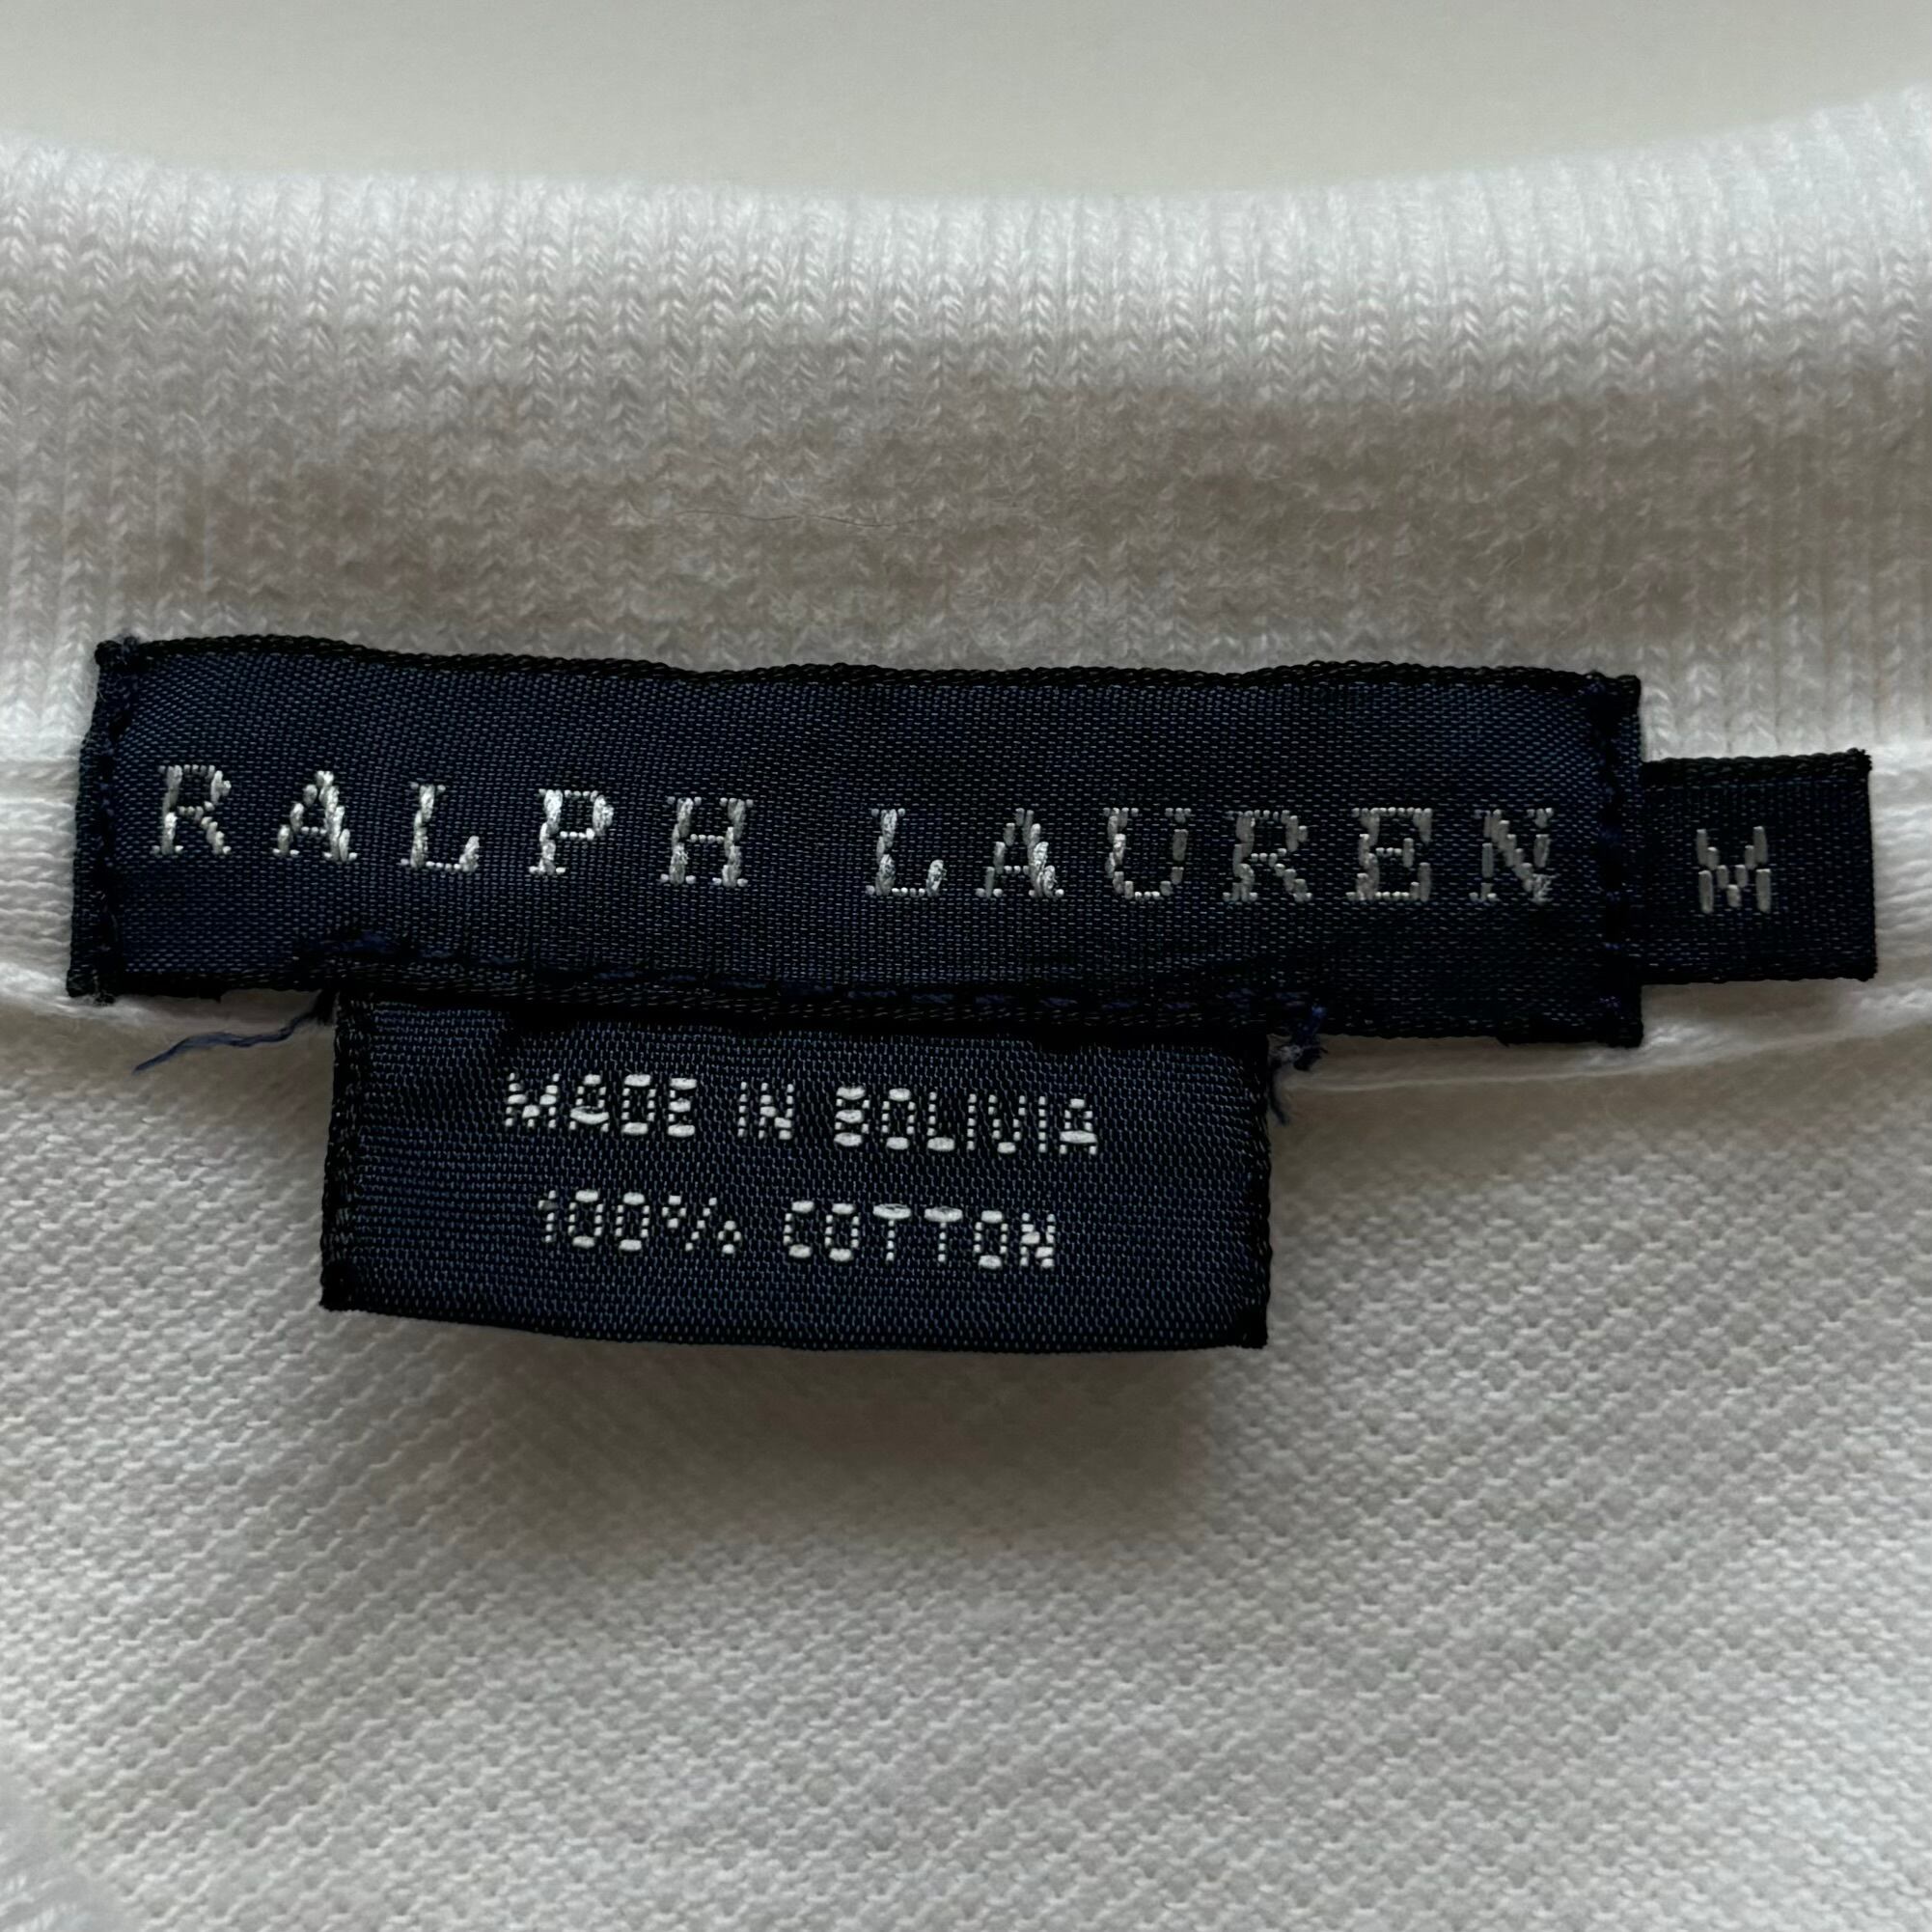 RALPH LAUREN
M
MADE IN BOLIVIA
100% COTTON